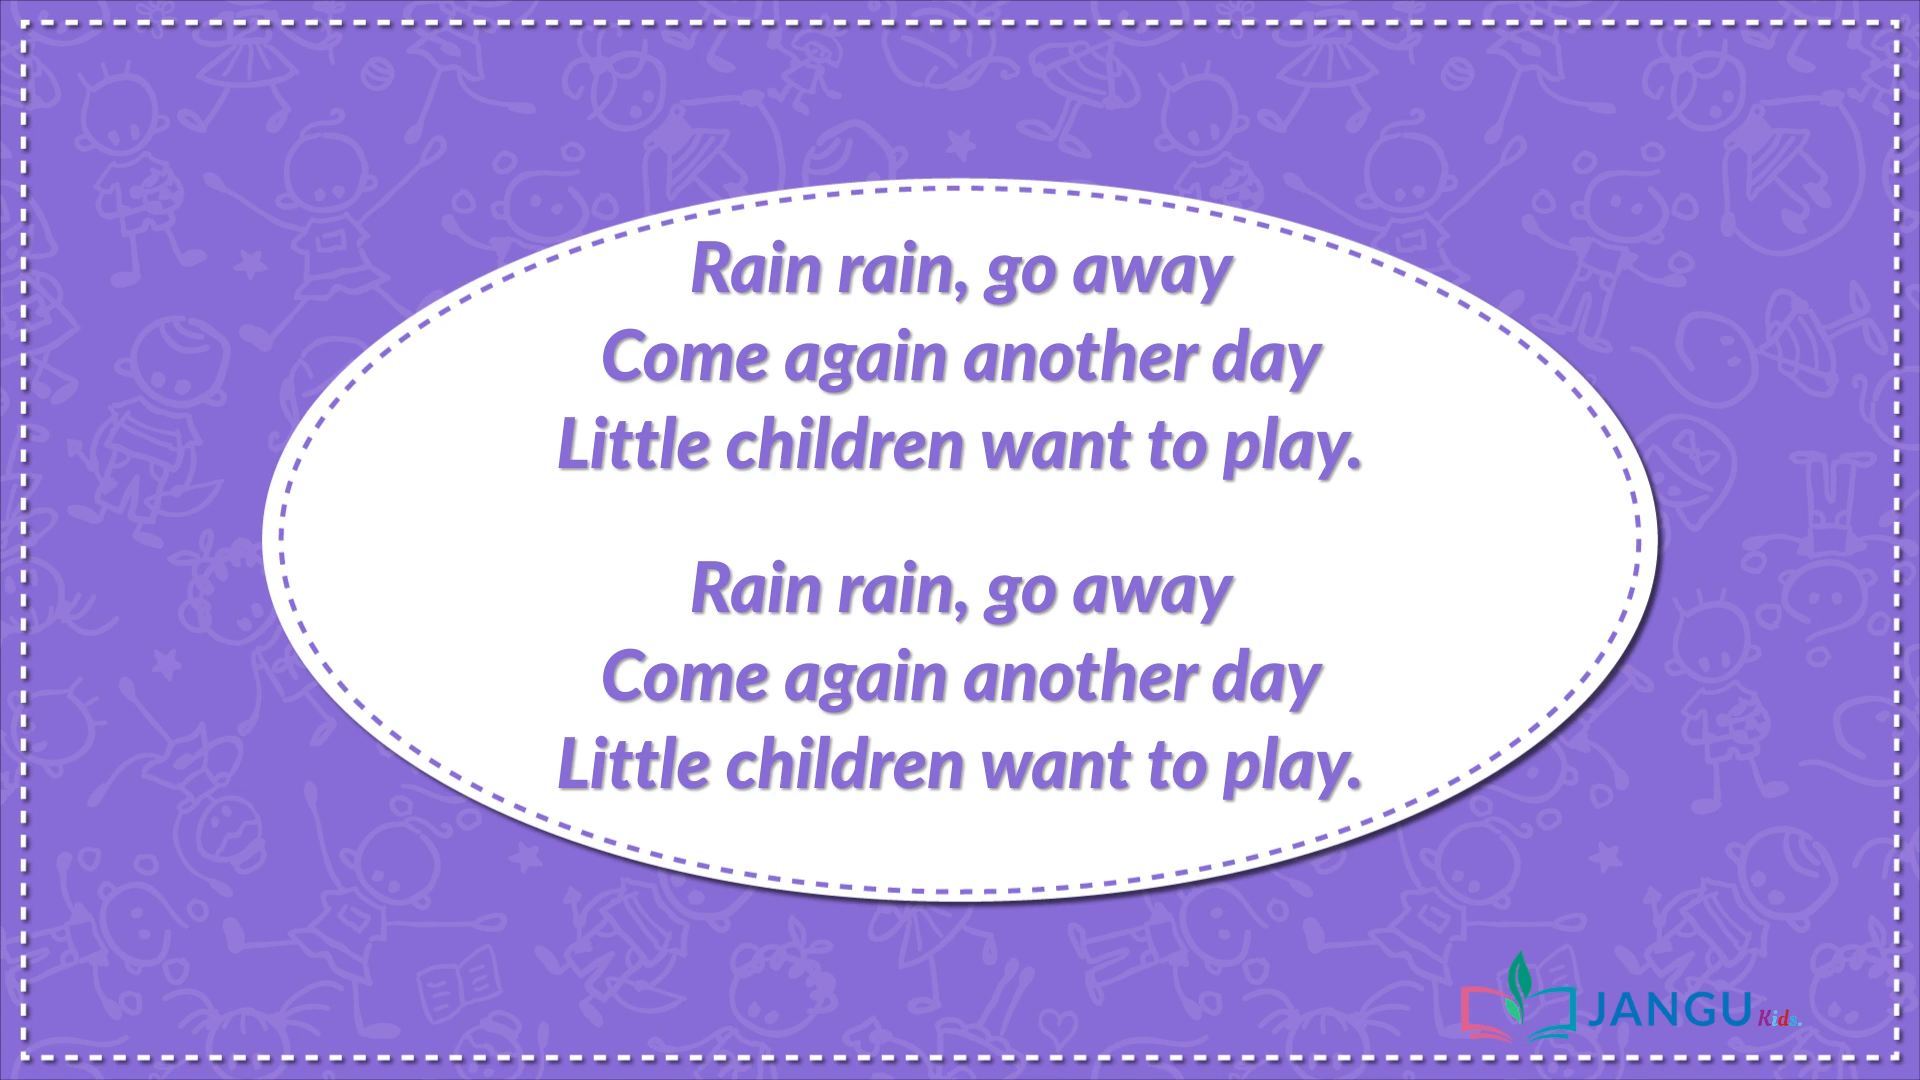 Rain rain, go away
Come again another day
Little children want to play.
Rain rain, go away
Come again another day
Little children want to play.
JANGU Kids.